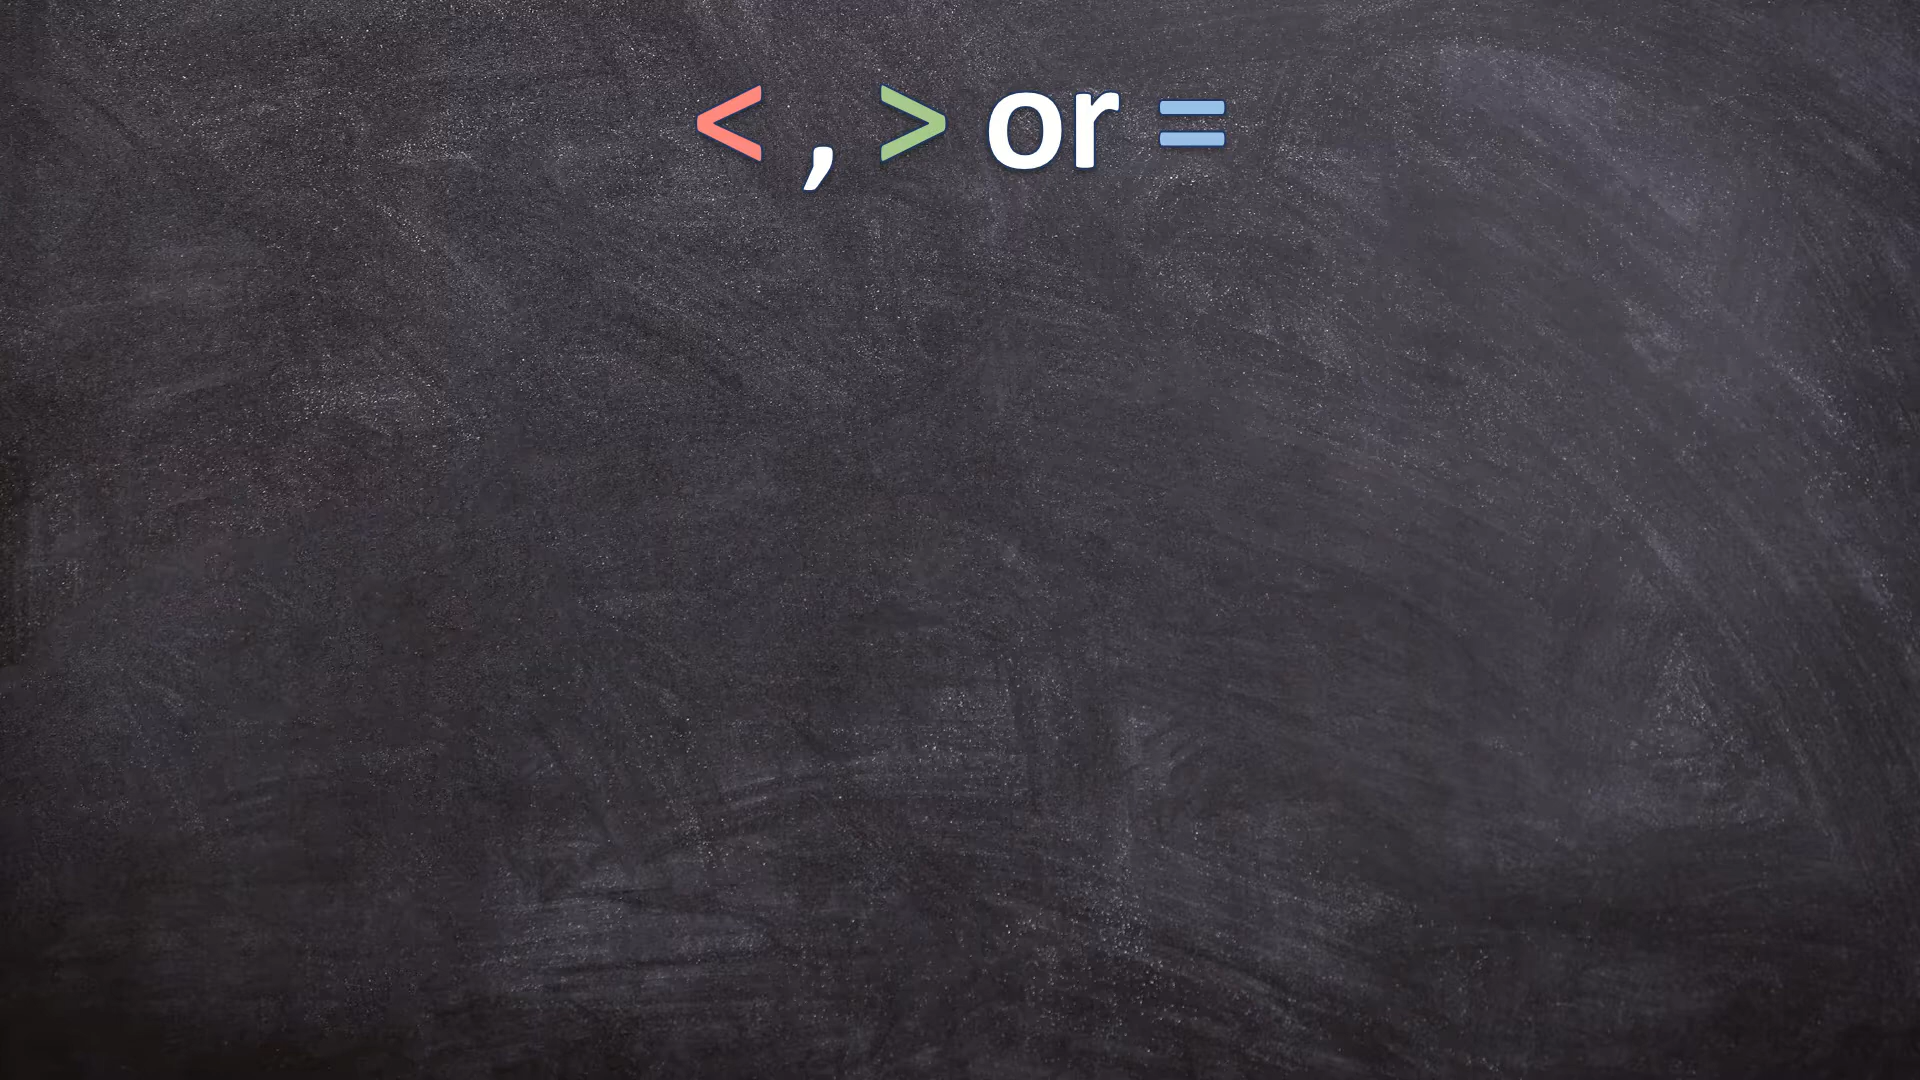 < , > or =